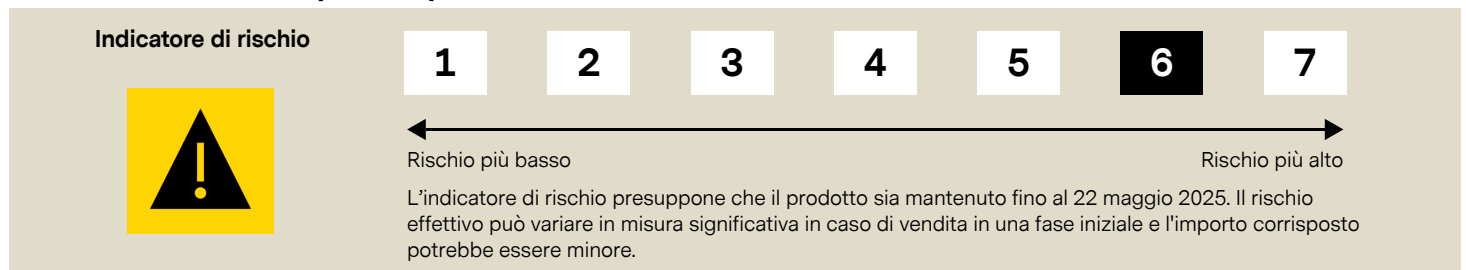 Indicatore di rischio
1 2 3 4 5 6 7
Rischio più basso Rischio più alto
L'indicatore di rischio presuppone che il prodotto sia mantenuto fino al 22 maggio 2025. Il rischio
effettivo può variare in misura significativa in caso di vendita in una fase iniziale e l'importo corrisposto
potrebbe essere minore.